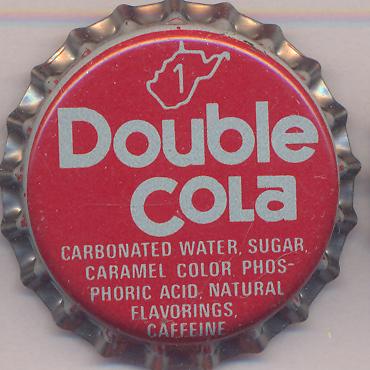 1
Double
COLA
CARBONATED WATER, SUGAR,
CARAMEL COLOR, PHOS-
PHORIC ACID, NATURAL
FLAVORINGS,
CAFFEINE